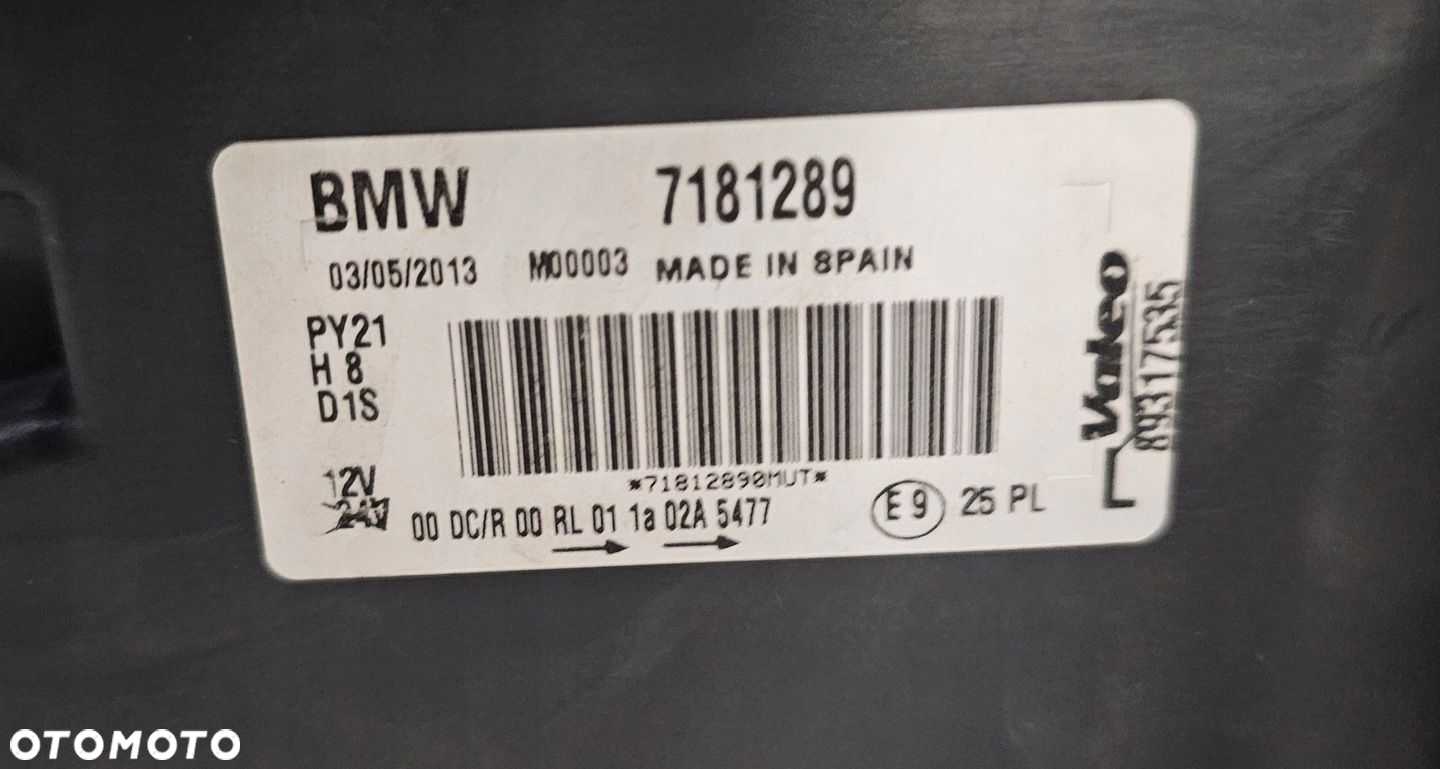 BMW 7181289
03/05/2013 M00003 MADE IN SPAIN
PY21
H 8
D1S
12V
24V
*71812890MUT*
00 DC/R 00 RL 01 1a 02A 5477
E 9 25 PL
Valeo
89317535
OTOMOTO